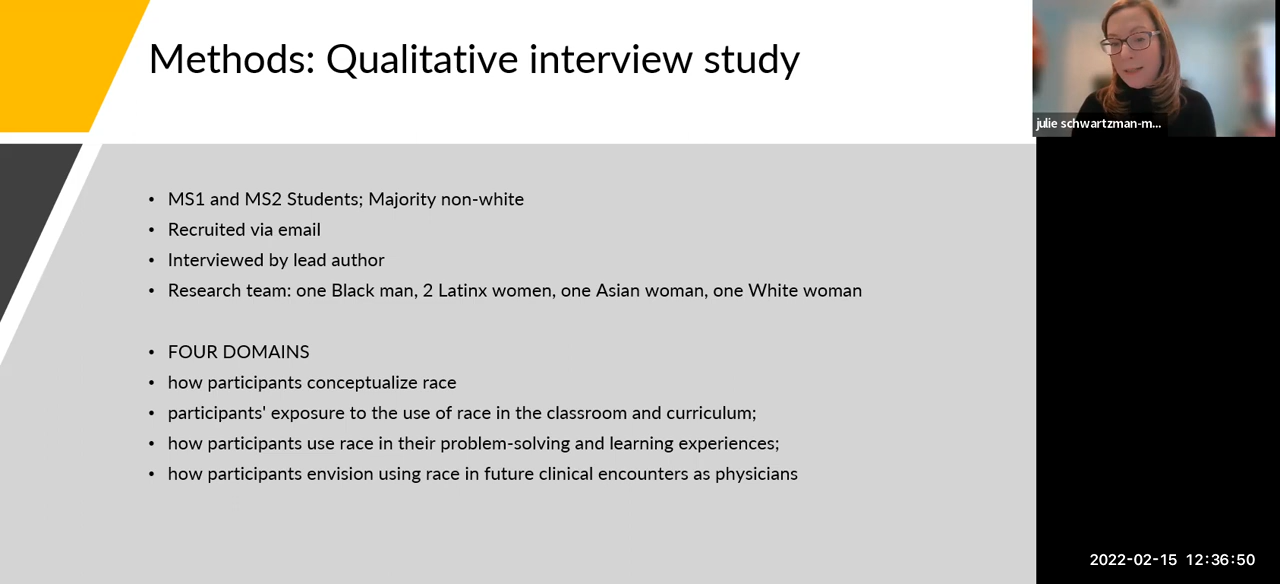 Methods: Qualitative interview study
julie schwartzman-m...
• MS1 and MS2 Students; Majority non-white
• Recruited via email
• Interviewed by lead author
• Research team: one Black man, 2 Latinx women, one Asian woman, one White woman
• FOUR DOMAINS
• how participants conceptualize race
• participants' exposure to the use of race in the classroom and curriculum;
• how participants use race in their problem-solving and learning experiences;
• how participants envision using race in future clinical encounters as physicians
2022-02-15 12:36:50